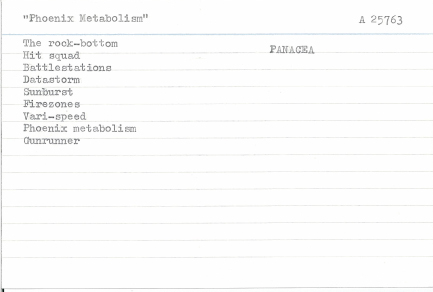 "Phoenix Metabolism" A 25763
The rock-bottom
Hit squad PANACEA
Battlestations
Datastorm
Sunburst
Firezones
Vari-speed
Phoenix metabolism
Gunrunner